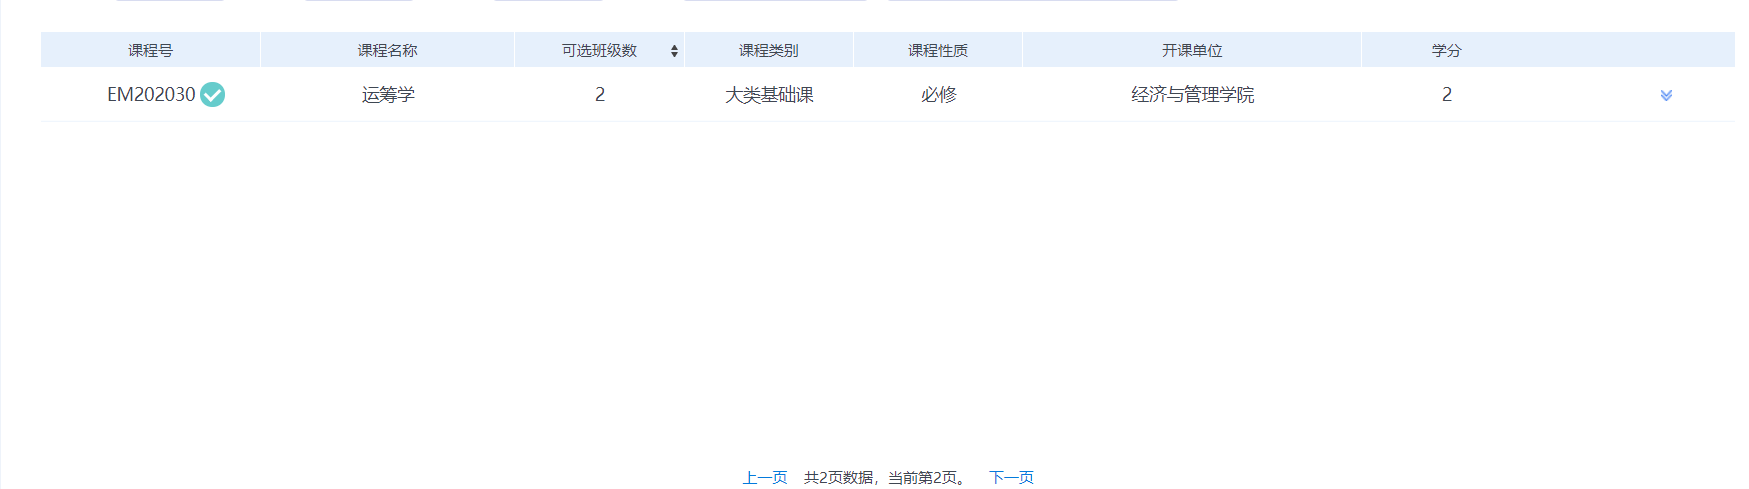 课程号 课程名称 可选班级数 课程类别 课程性质 开课单位 学分
EM202030 运筹学 2 大类基础课 必修 经济与管理学院 2
上一页 共2页数据，当前第2页。 下一页